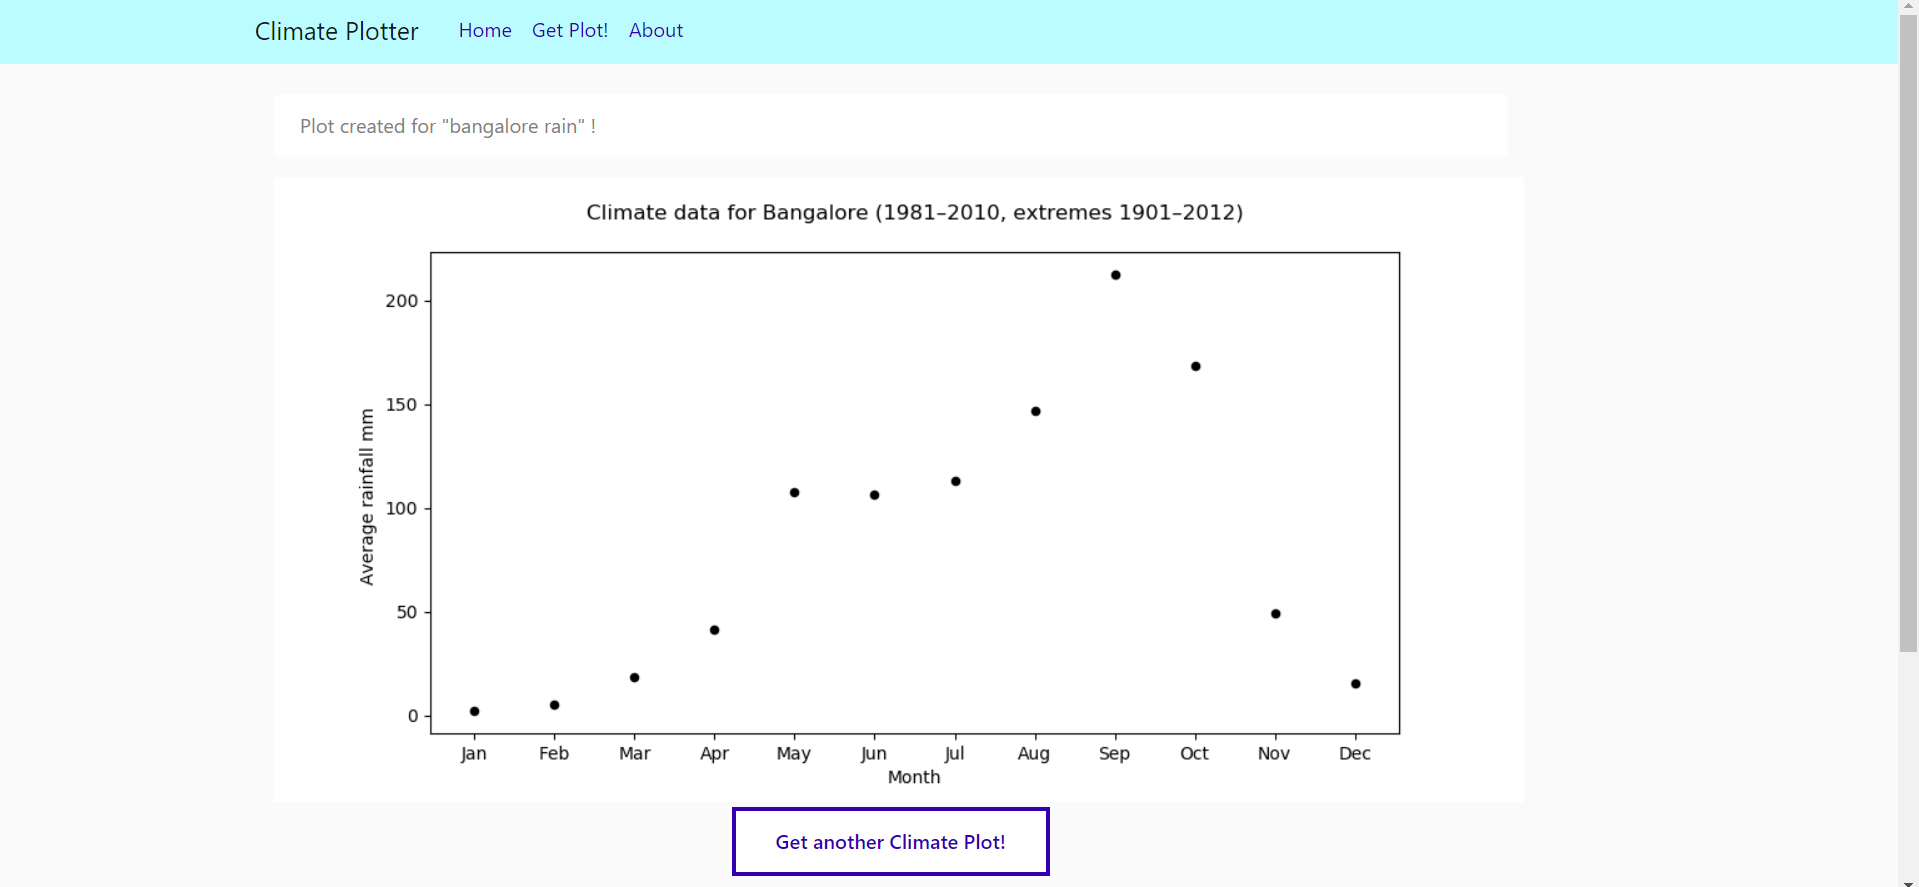 Climate Plotter Home Get Plot! About
Plot created for "bangalore rain" !
Climate data for Bangalore (1981–2010, extremes 1901–2012)
200
150
100
50
0
Average rainfall mm
Jan Feb Mar Apr May Jun Jul Aug Sep Oct Nov Dec
Month
Get another Climate Plot!